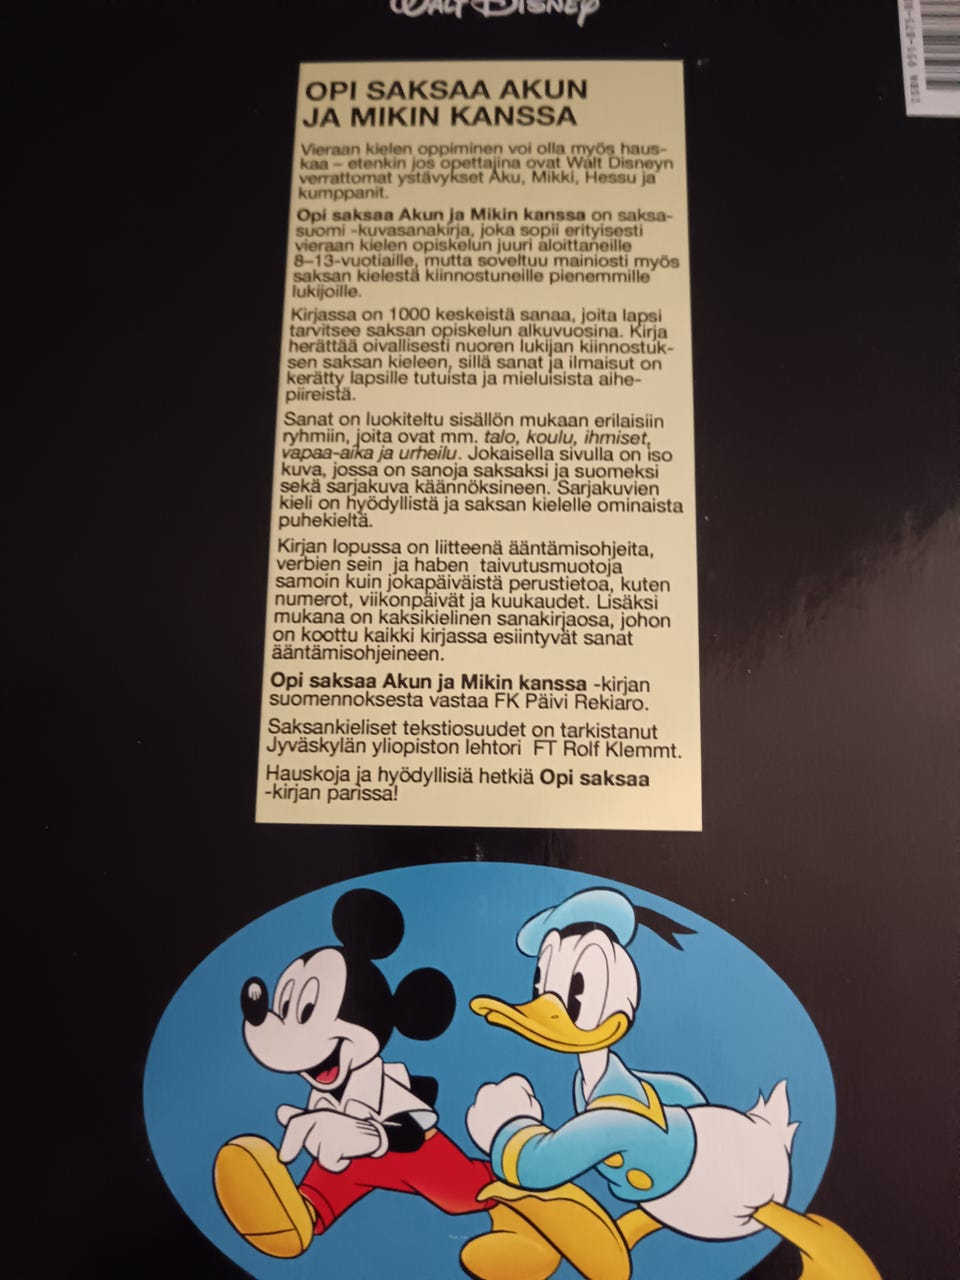 WALT DISNEY
ISBN 951-875-8
OPI SAKSAA AKUN
JA MIKIN KANSSA
Vieraan kielen oppiminen voi olla myös haus-
kaa – etenkin jos opettajina ovat Walt Disneyn
verrattomat ystävykset Aku, Mikki, Hessu ja
kumppanit.
Opi saksaa Akun ja Mikin kanssa on saksa-
suomi -kuvasanakirja, joka sopii erityisesti
vieraan kielen opiskelun juuri aloittaneille
8–13-vuotiaille, mutta soveltuu mainiosti myös
saksan kielestä kiinnostuneille pienemmille
lukijoille.
Kirjassa on 1000 keskeistä sanaa, joita lapsi
tarvitsee saksan opiskelun alkuvuosina. Kirja
herättää oivallisesti nuoren lukijan kiinnostuk-
sen saksan kieleen, sillä sanat ja ilmaisut on
kerätty lapsille tutuista ja mieluisista aihe-
piireistä.
Sanat on luokiteltu sisällön mukaan erilaisiin
ryhmiin, joita ovat mm. talo, koulu, ihmiset,
vapaa-aika ja urheilu. Jokaisella sivulla on iso
kuva, jossa on sanoja saksaksi ja suomeksi
sekä sarjakuva käännöksineen. Sarjakuvien
kieli on hyödyllistä ja saksan kielelle ominaista
puhekieltä.
Kirjan lopussa on liitteenä ääntämisohjeita,
verbien sein ja haben taivutusmuotoja
samoin kuin jokapäiväistä perustietoa, kuten
numerot, viikonpäivät ja kuukaudet. Lisäksi
mukana on kaksikielinen sanakirjaosa, johon
on koottu kaikki kirjassa esiintyvät sanat
ääntämisohjeineen.
Opi saksaa Akun ja Mikin kanssa -kirjan
suomennoksesta vastaa FK Päivi Rekiaro.
Saksankieliset tekstiosuudet on tarkistanut
Jyväskylän yliopiston lehtori FT Rolf Klemmt.
Hauskoja ja hyödyllisiä hetkiä Opi saksaa
-kirjan parissa!